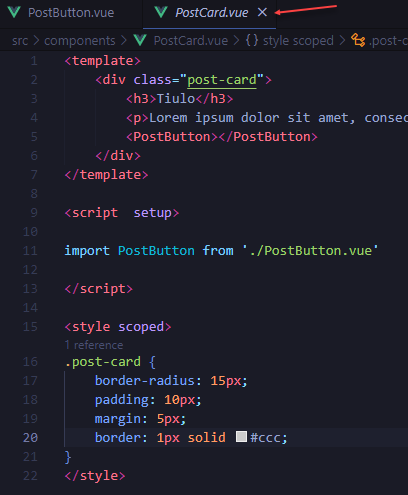 PostButton.vue PostCard.vue ×
src > components > PostCard.vue > {} style scoped > .post-c
1 <template>
2 <div class="post-card">
3 <h3>Tiulo</h3>
4 <p>Lorem ipsum dolor sit amet, consec
5 <PostButton></PostButton>
6 </div>
7 </template>
8
9 <script  setup>
10
11 import PostButton from './PostButton.vue'
12
13 </script>
14
15 <style scoped>
1 reference
16 .post-card {
17 border-radius: 15px;
18 padding: 10px;
19 margin: 5px;
20 border: 1px solid #ccc;
21 }
22 </style>